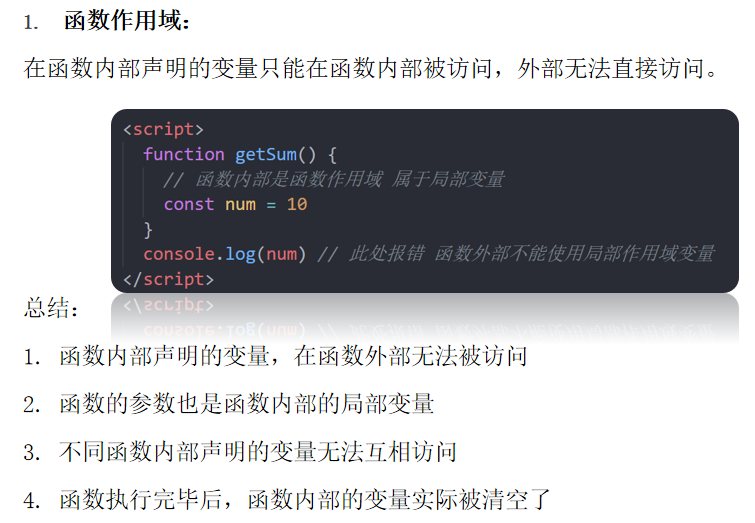 1. 函数作用域：
在函数内部声明的变量只能在函数内部被访问，外部无法直接访问。
<script>
function getSum() {
// 函数内部是函数作用域 属于局部变量
const num = 10
}
console.log(num) // 此处报错 函数外部不能使用局部作用域变量
</script>
总结：
1. 函数内部声明的变量，在函数外部无法被访问
2. 函数的参数也是函数内部的局部变量
3. 不同函数内部声明的变量无法互相访问
4. 函数执行完毕后，函数内部的变量实际被清空了